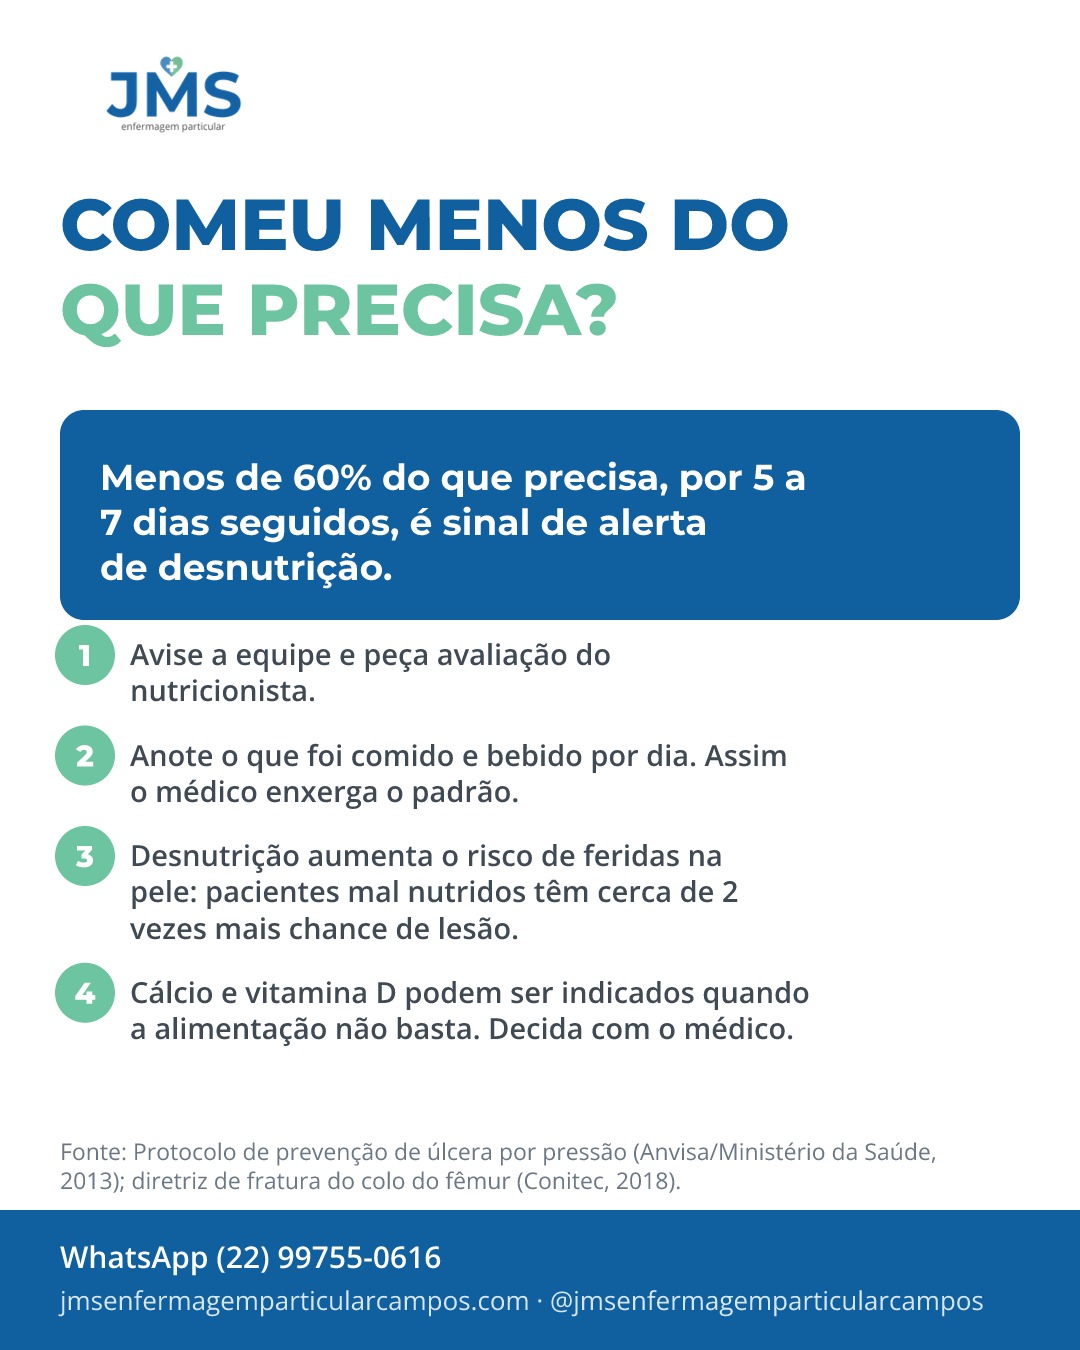 JMS
enfermagem particular
COMEU MENOS DO
QUE PRECISA?
Menos de 60% do que precisa, por 5 a
7 dias seguidos, é sinal de alerta
de desnutrição.
1 Avise a equipe e peça avaliação do
nutricionista.
2 Anote o que foi comido e bebido por dia. Assim
o médico enxerga o padrão.
3 Desnutrição aumenta o risco de feridas na
pele: pacientes mal nutridos têm cerca de 2
vezes mais chance de lesão.
4 Cálcio e vitamina D podem ser indicados quando
a alimentação não basta. Decida com o médico.
Fonte: Protocolo de prevenção de úlcera por pressão (Anvisa/Ministério da Saúde,
2013); diretriz de fratura do colo do fêmur (Conitec, 2018).
WhatsApp (22) 99755-0616
jmsenfermagemparticularcampos.com · @jmsenfermagemparticularcampos